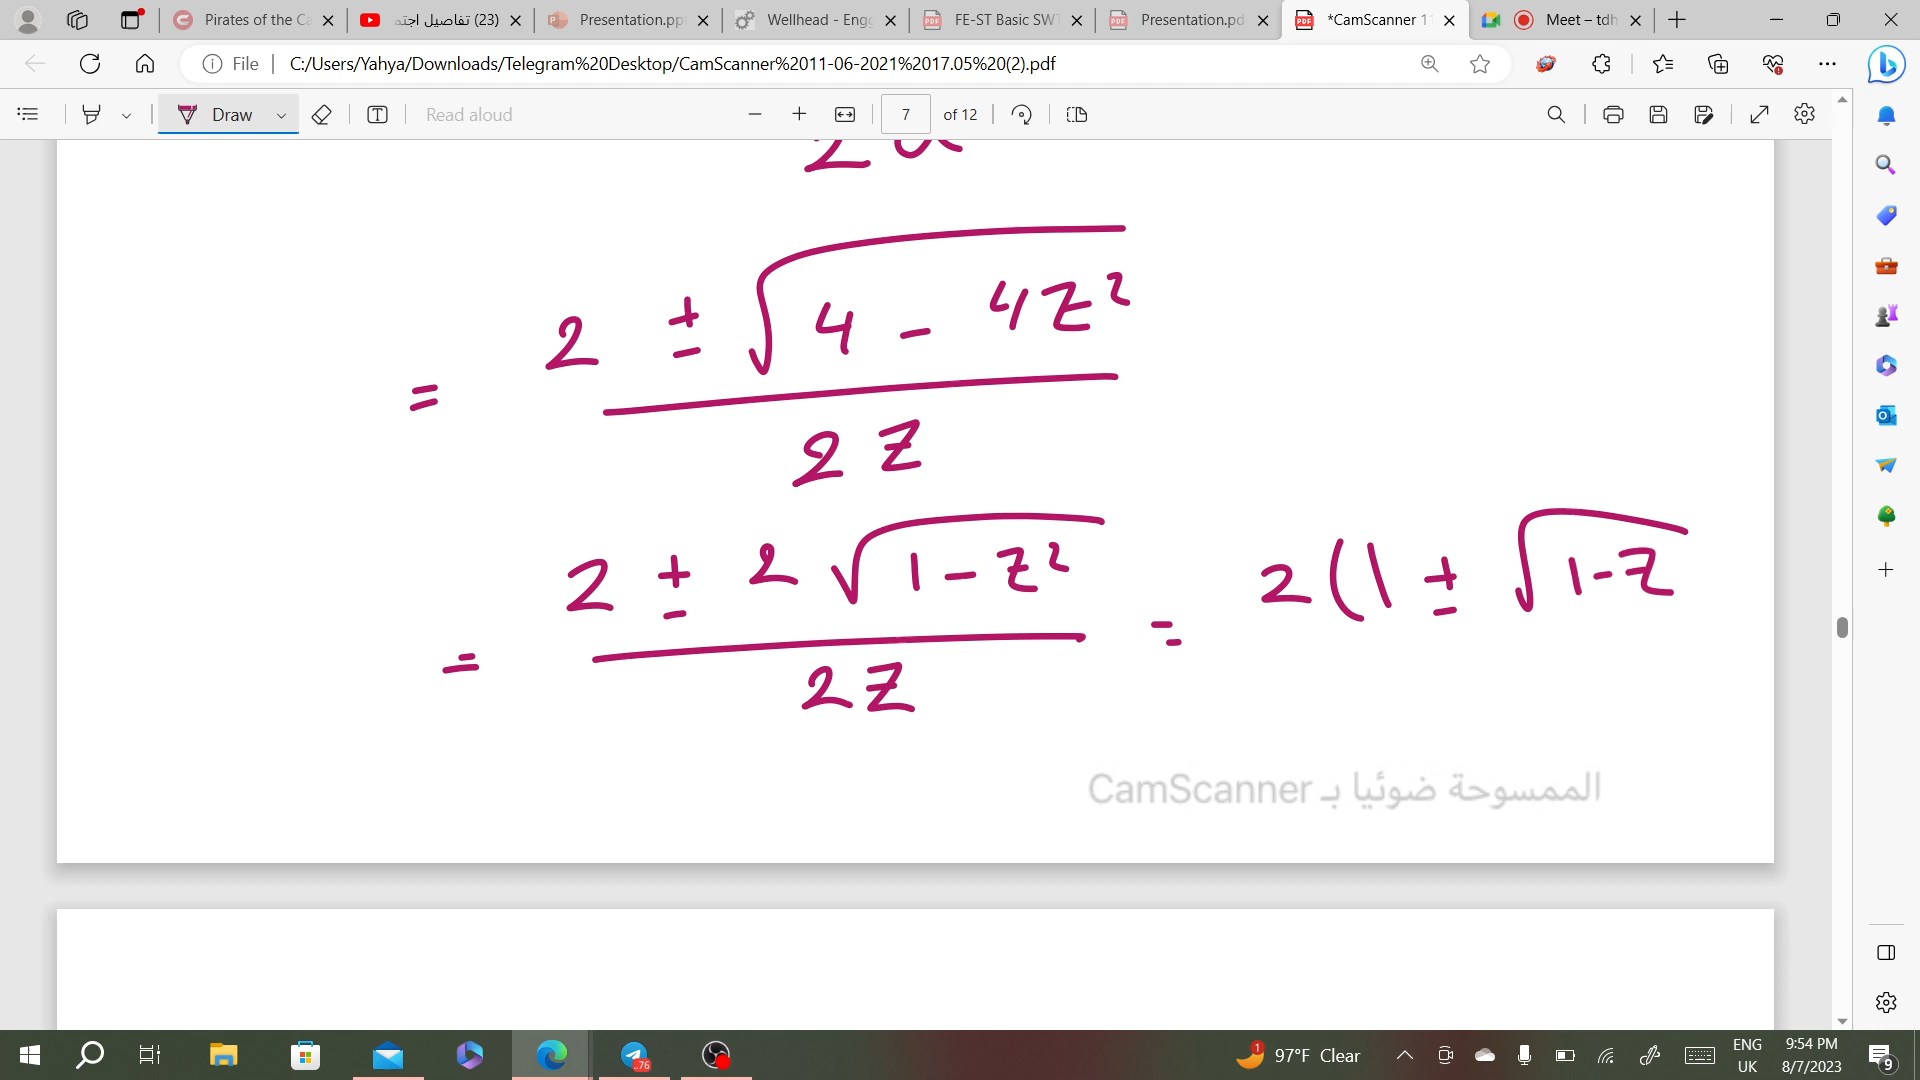 Pirates of the Ca
(23) تفاصيل اجتم
Presentation.pp
Wellhead - Engg
FE-ST Basic SW
Presentation.pd
*CamScanner 1
Meet – tdh
File
C:/Users/Yahya/Downloads/Telegram%20Desktop/CamScanner%2011-06-2021%2017.05%20(2).pdf
Draw
Read aloud
7 of 12
= 2 ± √(4 - 4Z²) / 2Z
= 2 ± 2√(1-Z²) / 2Z = 2(1 ± √1-Z
الممسوحة ضوئيا بـ CamScanner
97°F Clear
ENG
UK
9:54 PM
8/7/2023